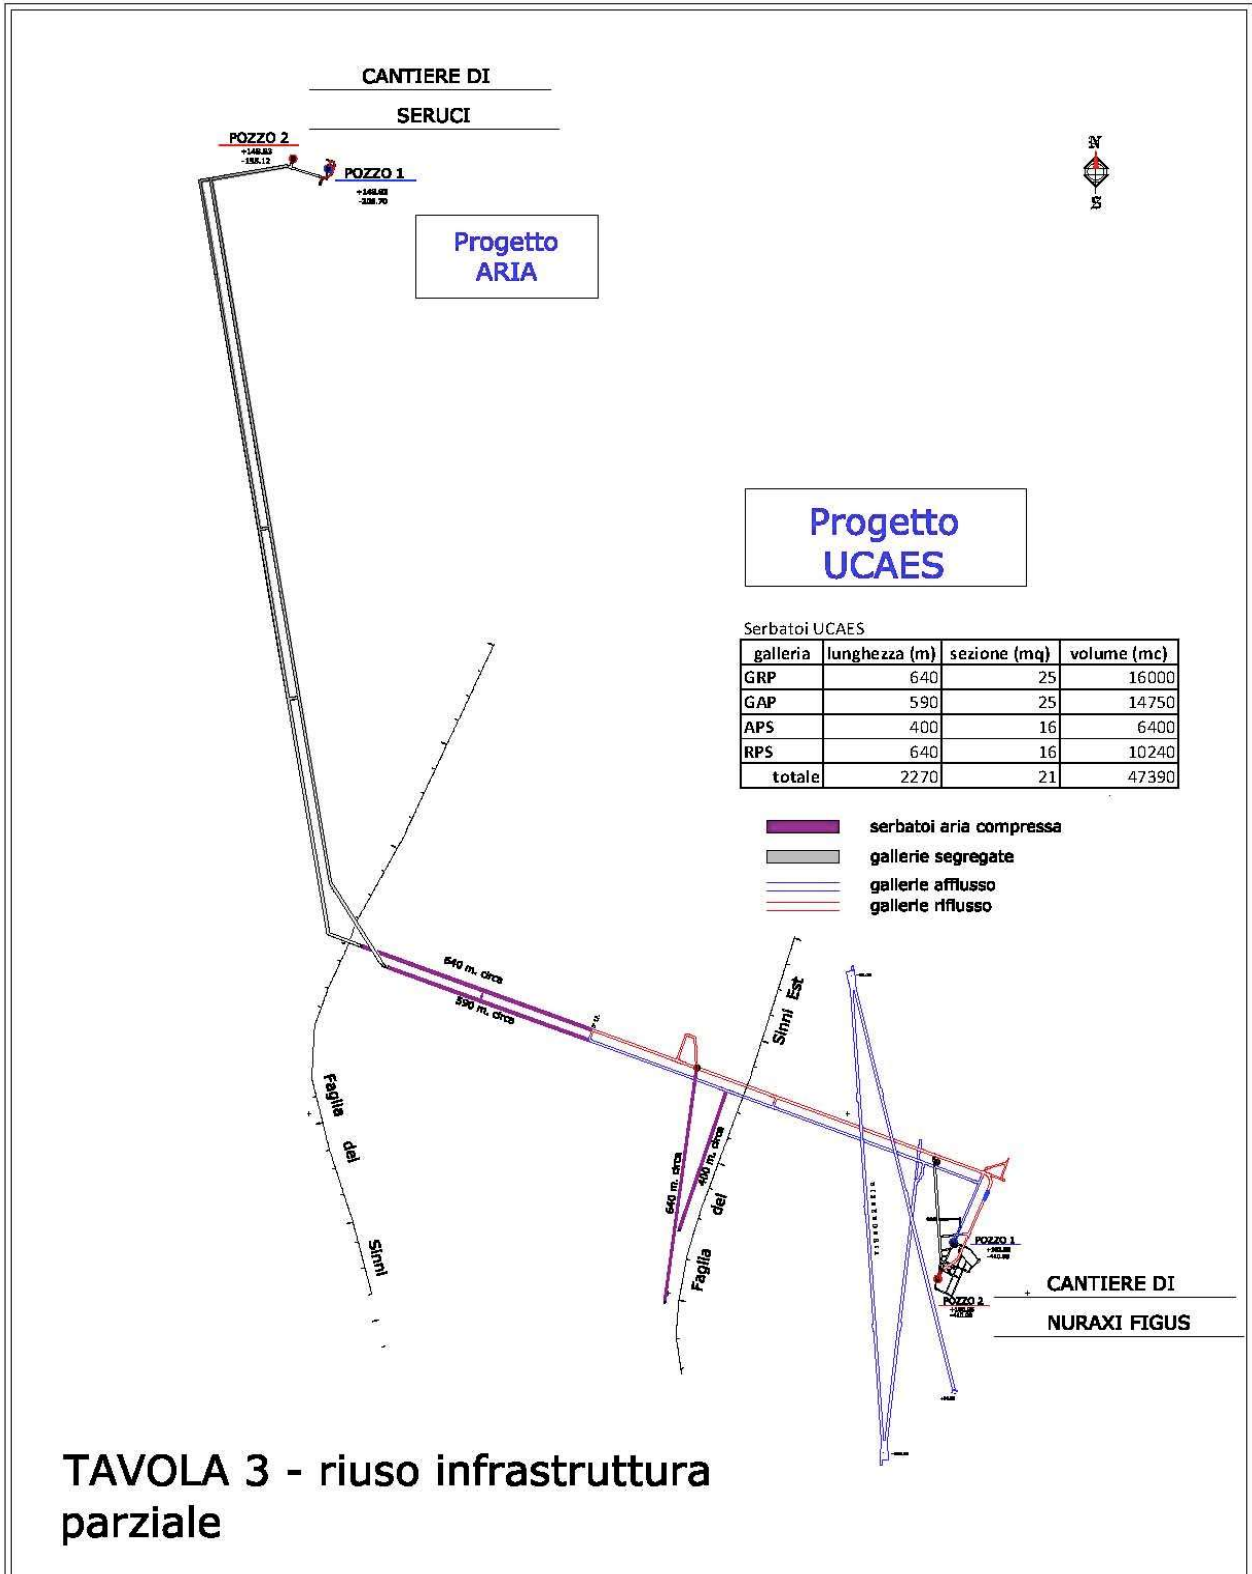 CANTIERE DI
SERUCI
POZZO 2
+148.83
POZZO 1
Progetto
ARIA
N
S
Progetto
UCAES
Serbatoi UCAES
galleria lunghezza (m) sezione (mq) volume (mc)
GRP 640 25 16000
GAP 590 25 14750
APS 400 16 6400
RPS 640 16 10240
totale 2270 21 47390
serbatoi aria compressa
gallerie segregate
gallerie afflusso
gallerie riflusso
640 m. circa
590 m. circa
Sinni Est
Faglia del
Sinni
640 m. circa
400 m. circa
Faglia del
POZZO 1
POZZO 2
CANTIERE DI
NURAXI FIGUS
TAVOLA 3 - riuso infrastruttura
parziale